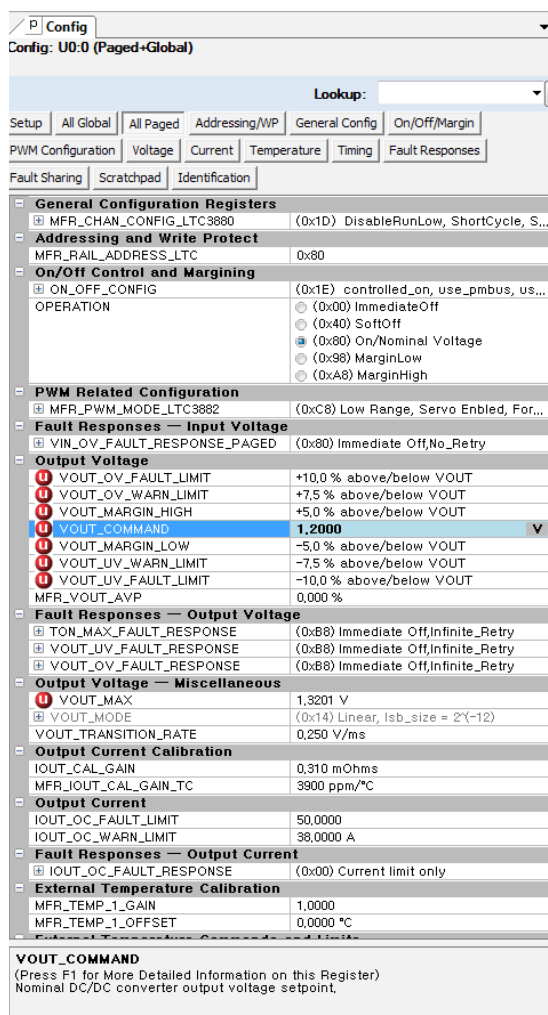 P Config
Config: U0:0 (Paged+Global)
Lookup:
Setup All Global All Paged Addressing/WP General Config On/Off/Margin
PWM Configuration Voltage Current Temperature Timing Fault Responses
Fault Sharing Scratchpad Identification
General Configuration Registers
MFR_CHAN_CONFIG_LTC3880 (0x1D) DisableRunLow, ShortCycle, S...
Addressing and Write Protect
MFR_RAIL_ADDRESS_LTC 0x80
On/Off Control and Margining
ON_OFF_CONFIG (0x1E) controlled_on, use_pmbus, us...
OPERATION (0x00) ImmediateOff
(0x40) SoftOff
(0x80) On/Nominal Voltage
(0x98) MarginLow
(0xA8) MarginHigh
PWM Related Configuration
MFR_PWM_MODE_LTC3882 (0xC8) Low Range, Servo Enbled, For...
Fault Responses — Input Voltage
VIN_OV_FAULT_RESPONSE_PAGED (0x80) Immediate Off,No_Retry
Output Voltage
U VOUT_OV_FAULT_LIMIT +10,0 % above/below VOUT
U VOUT_OV_WARN_LIMIT +7,5 % above/below VOUT
U VOUT_MARGIN_HIGH +5,0 % above/below VOUT
U VOUT_COMMAND 1,2000 V
U VOUT_MARGIN_LOW -5,0 % above/below VOUT
U VOUT_UV_WARN_LIMIT -7,5 % above/below VOUT
U VOUT_UV_FAULT_LIMIT -10,0 % above/below VOUT
MFR_VOUT_AVP 0,000 %
Fault Responses — Output Voltage
TON_MAX_FAULT_RESPONSE (0xB8) Immediate Off,Infinite_Retry
VOUT_UV_FAULT_RESPONSE (0xB8) Immediate Off,Infinite_Retry
VOUT_OV_FAULT_RESPONSE (0xB8) Immediate Off,Infinite_Retry
Output Voltage — Miscellaneous
U VOUT_MAX 1,3201 V
VOUT_MODE (0x14) Linear, lsb_size = 2^(-12)
VOUT_TRANSITION_RATE 0,250 V/ms
Output Current Calibration
IOUT_CAL_GAIN 0,310 mOhms
MFR_IOUT_CAL_GAIN_TC 3900 ppm/°C
Output Current
IOUT_OC_FAULT_LIMIT 50,0000
IOUT_OC_WARN_LIMIT 38,0000 A
Fault Responses — Output Current
IOUT_OC_FAULT_RESPONSE (0x00) Current limit only
External Temperature Calibration
MFR_TEMP_1_GAIN 1,0000
MFR_TEMP_1_OFFSET 0,0000 °C
External Temperature Commands and Limits
VOUT_COMMAND
(Press F1 for More Detailed Information on this Register)
Nominal DC/DC converter output voltage setpoint,